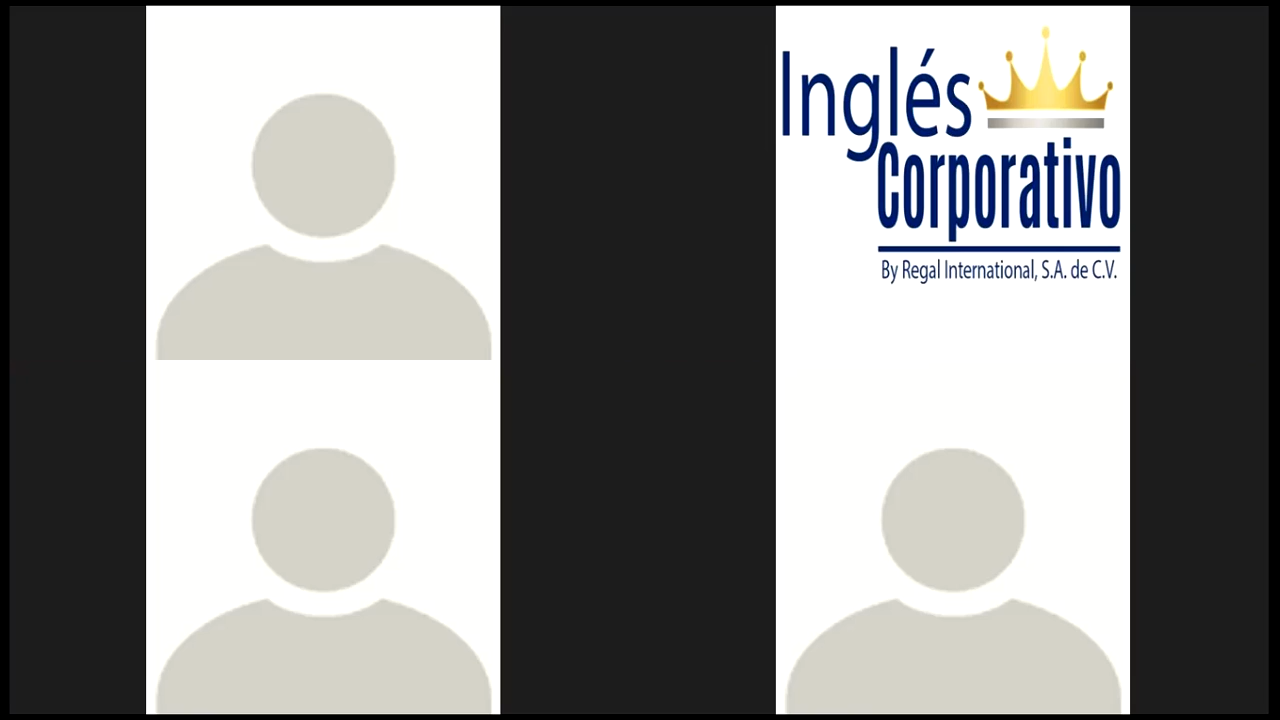 Inglés
Corporativo
By Regal International, S.A. de C.V.